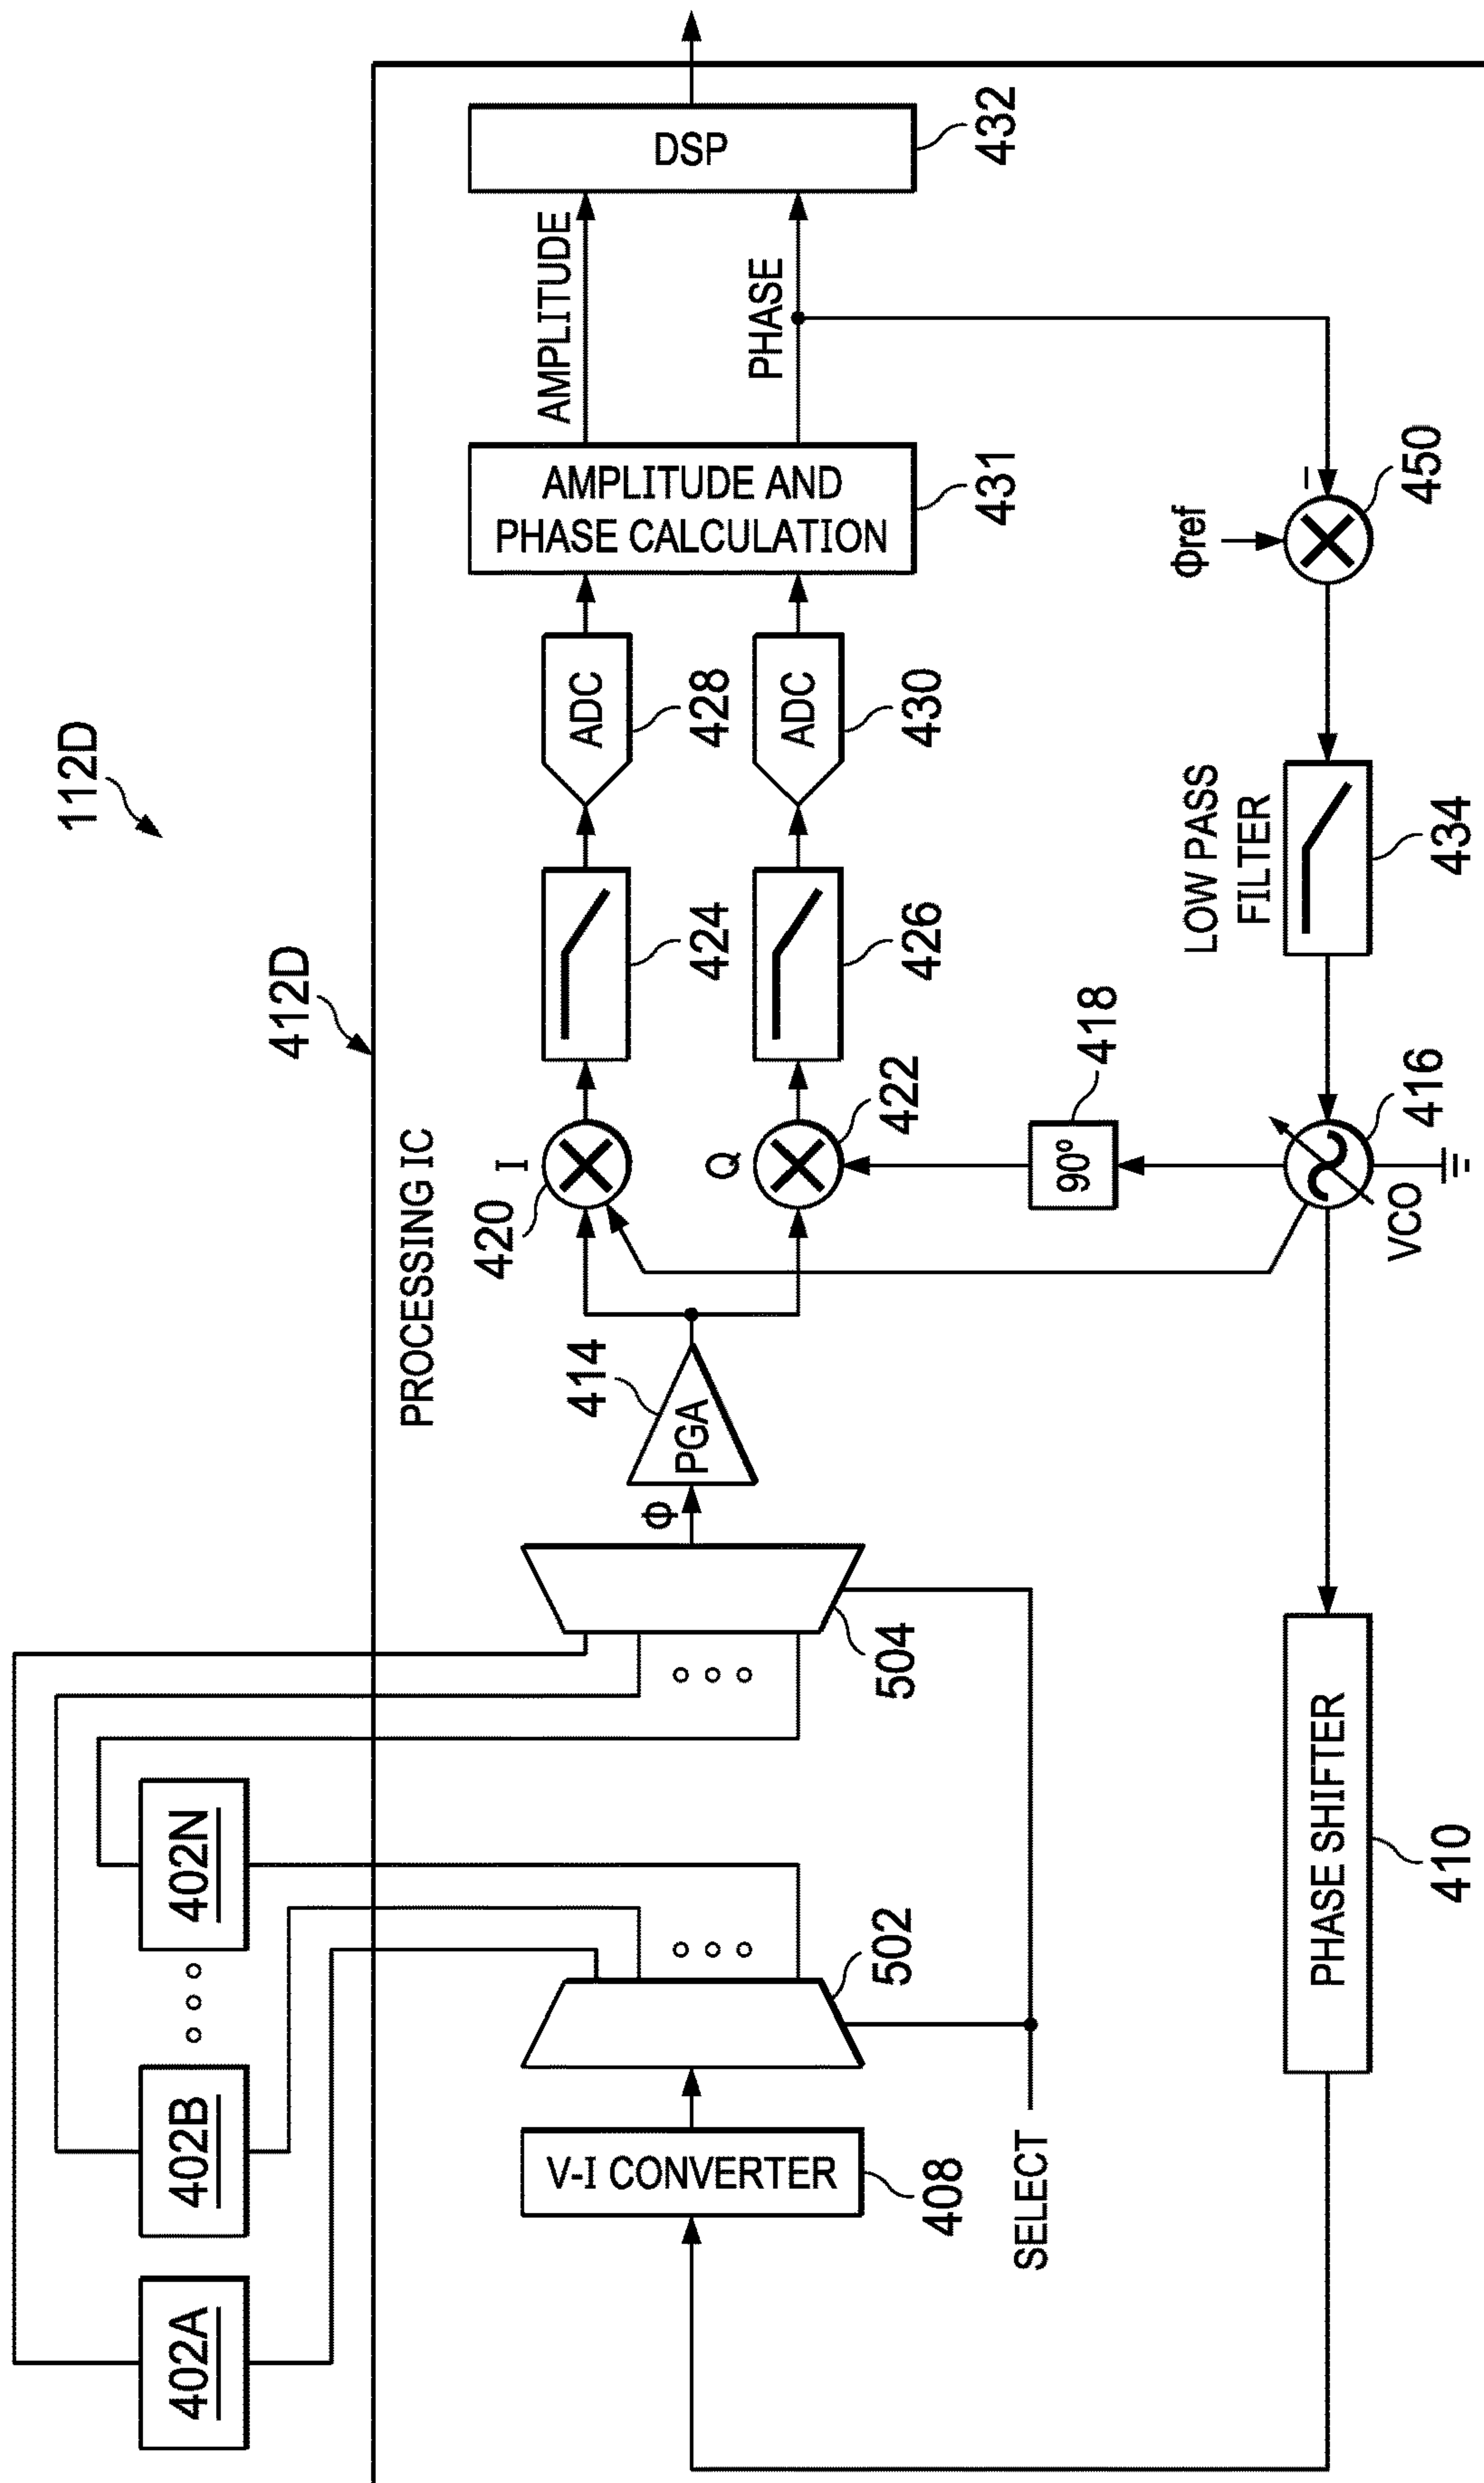 112D
412D
PROCESSING IC
402A
402B
402N
V-I CONVERTER
408
502
504
SELECT
Φ
PGA
414
I
420
Q
422
424
426
ADC
428
ADC
430
AMPLITUDE AND
PHASE CALCULATION
431
AMPLITUDE
PHASE
DSP
432
PHASE SHIFTER
410
VCO
416
90°
418
LOW PASS
FILTER
434
Φref
–
450